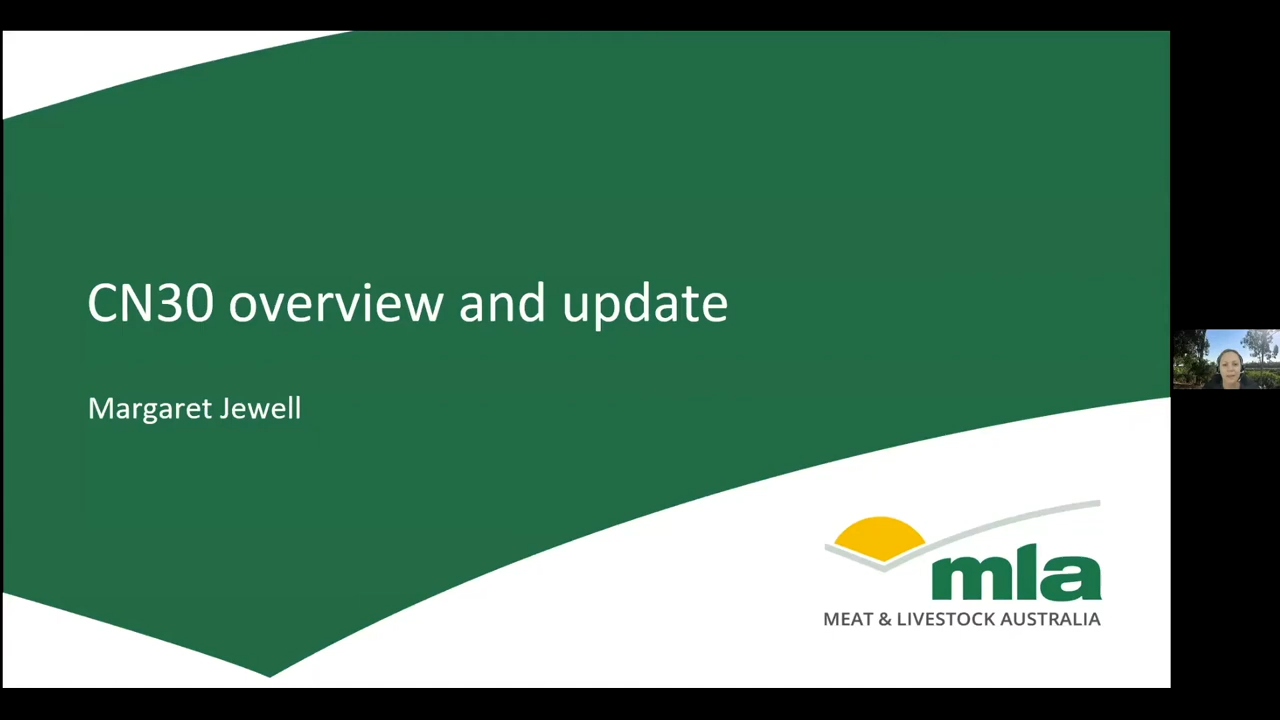 CN30 overview and update
Margaret Jewell
mla
MEAT & LIVESTOCK AUSTRALIA